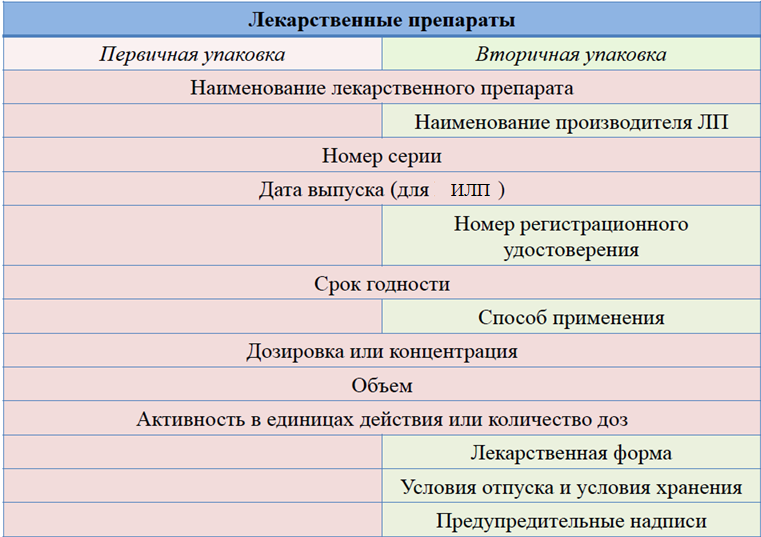 Лекарственные препараты
Первичная упаковка
Вторичная упаковка
Наименование лекарственного препарата
Наименование производителя ЛП
Номер серии
Дата выпуска (для ИЛП )
Номер регистрационного
удостоверения
Срок годности
Способ применения
Дозировка или концентрация
Объем
Активность в единицах действия или количество доз
Лекарственная форма
Условия отпуска и условия хранения
Предупредительные надписи